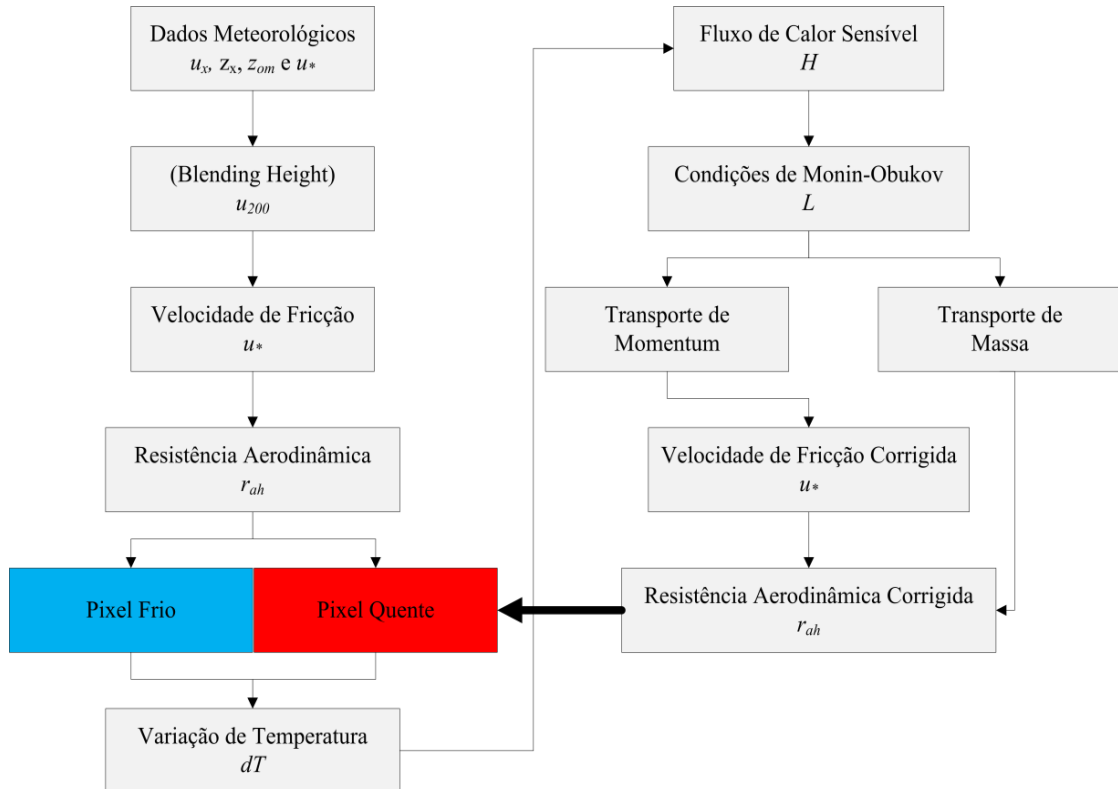 Dados Meteorológicos
uₓ, zₓ, zₒₘ e u*
(Blending Height)
u₂₀₀
Velocidade de Fricção
u*
Resistência Aerodinâmica
rₐₕ
Pixel Frio
Pixel Quente
Variação de Temperatura
dT
Fluxo de Calor Sensível
H
Condições de Monin-Obukov
L
Transporte de
Momentum
Transporte de
Massa
Velocidade de Fricção Corrigida
u*
Resistência Aerodinâmica Corrigida
rₐₕ